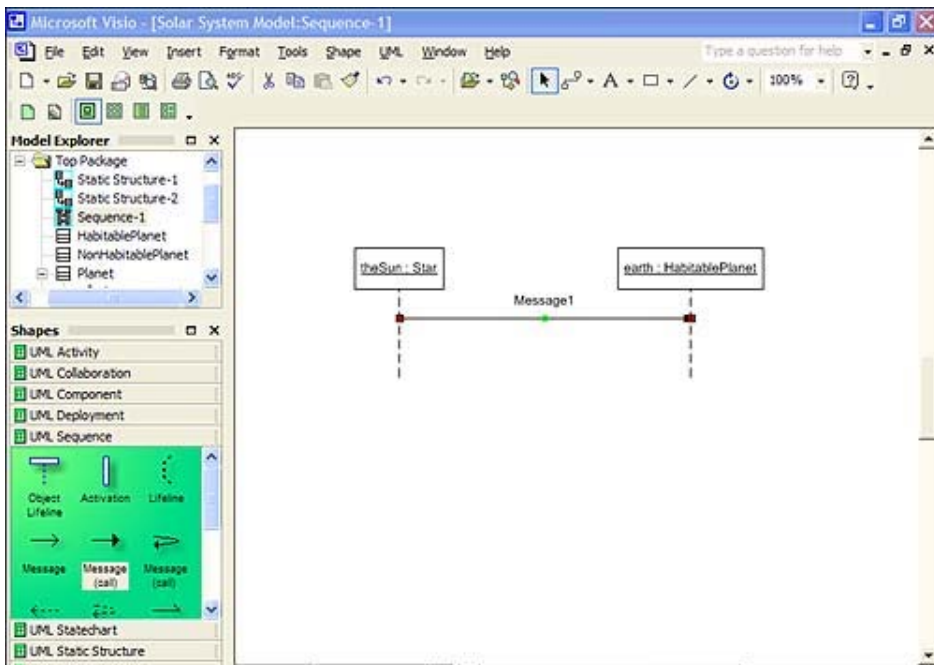 Microsoft Visio - [Solar System Model:Sequence-1]
File Edit View Insert Format Tools Shape UML Window Help
Type a question for help
100%
Model Explorer
Top Package
Static Structure-1
Static Structure-2
Sequence-1
HabitablePlanet
NonHabitablePlanet
Planet
Shapes
UML Activity
UML Collaboration
UML Component
UML Deployment
UML Sequence
Object Activation Lifeline
Lifeline
Message Message Message
(call) (call)
UML Statechart
UML Static Structure
theSun : Star
earth : HabitablePlanet
Message1